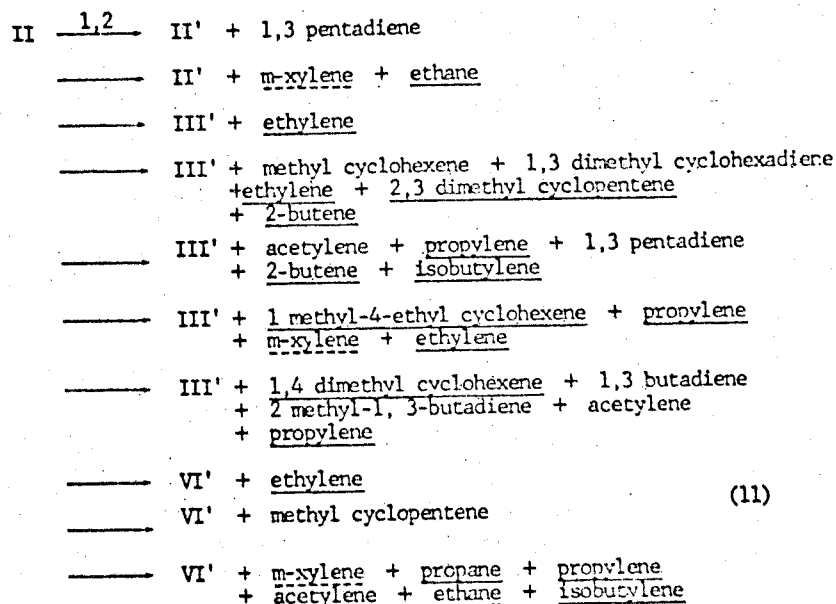 II 1,2 II' + 1,3 pentadiene
II' + m-xylene + ethane
III' + ethylene
III' + methyl cyclohexene + 1,3 dimethyl cyclohexadiene
+ethylene + 2,3 dimethyl cyclopentene
+ 2-butene
III' + acetylene + propylene + 1,3 pentadiene
+ 2-butene + isobutylene
III' + 1 methyl-4-ethyl cyclohexene + propylene
+ m-xylene + ethylene
III' + 1,4 dimethyl cyclohexene + 1,3 butadiene
+ 2 methyl-1, 3-butadiene + acetylene
+ propylene
VI' + ethylene
(11)
VI' + methyl cyclopentene
VI' + m-xylene + propane + propylene
+ acetylene + ethane + isobutylene